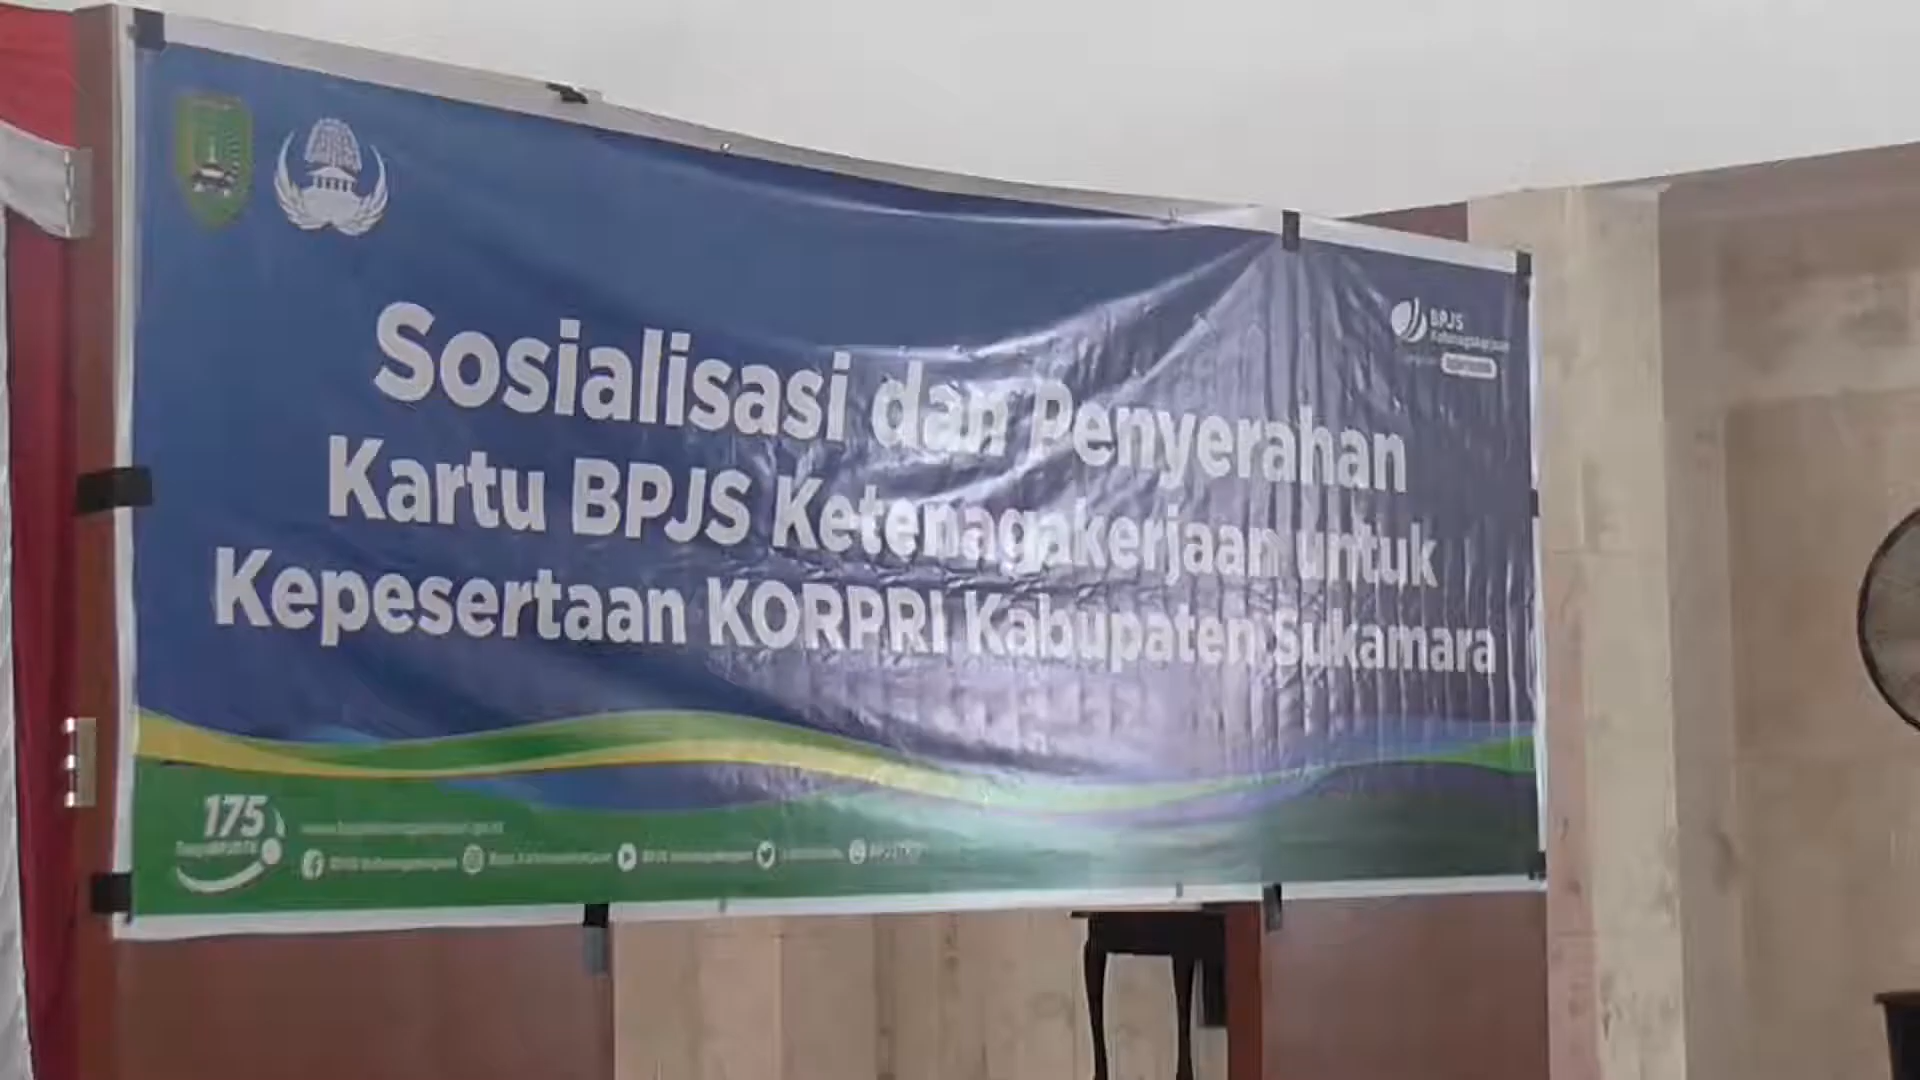 BPJS
Ketenagakerjaan
Sosialisasi dan Penyerahan
Kartu BPJS Ketenagakerjaan untuk
Kepesertaan KORPRI Kabupaten Sukamara
175